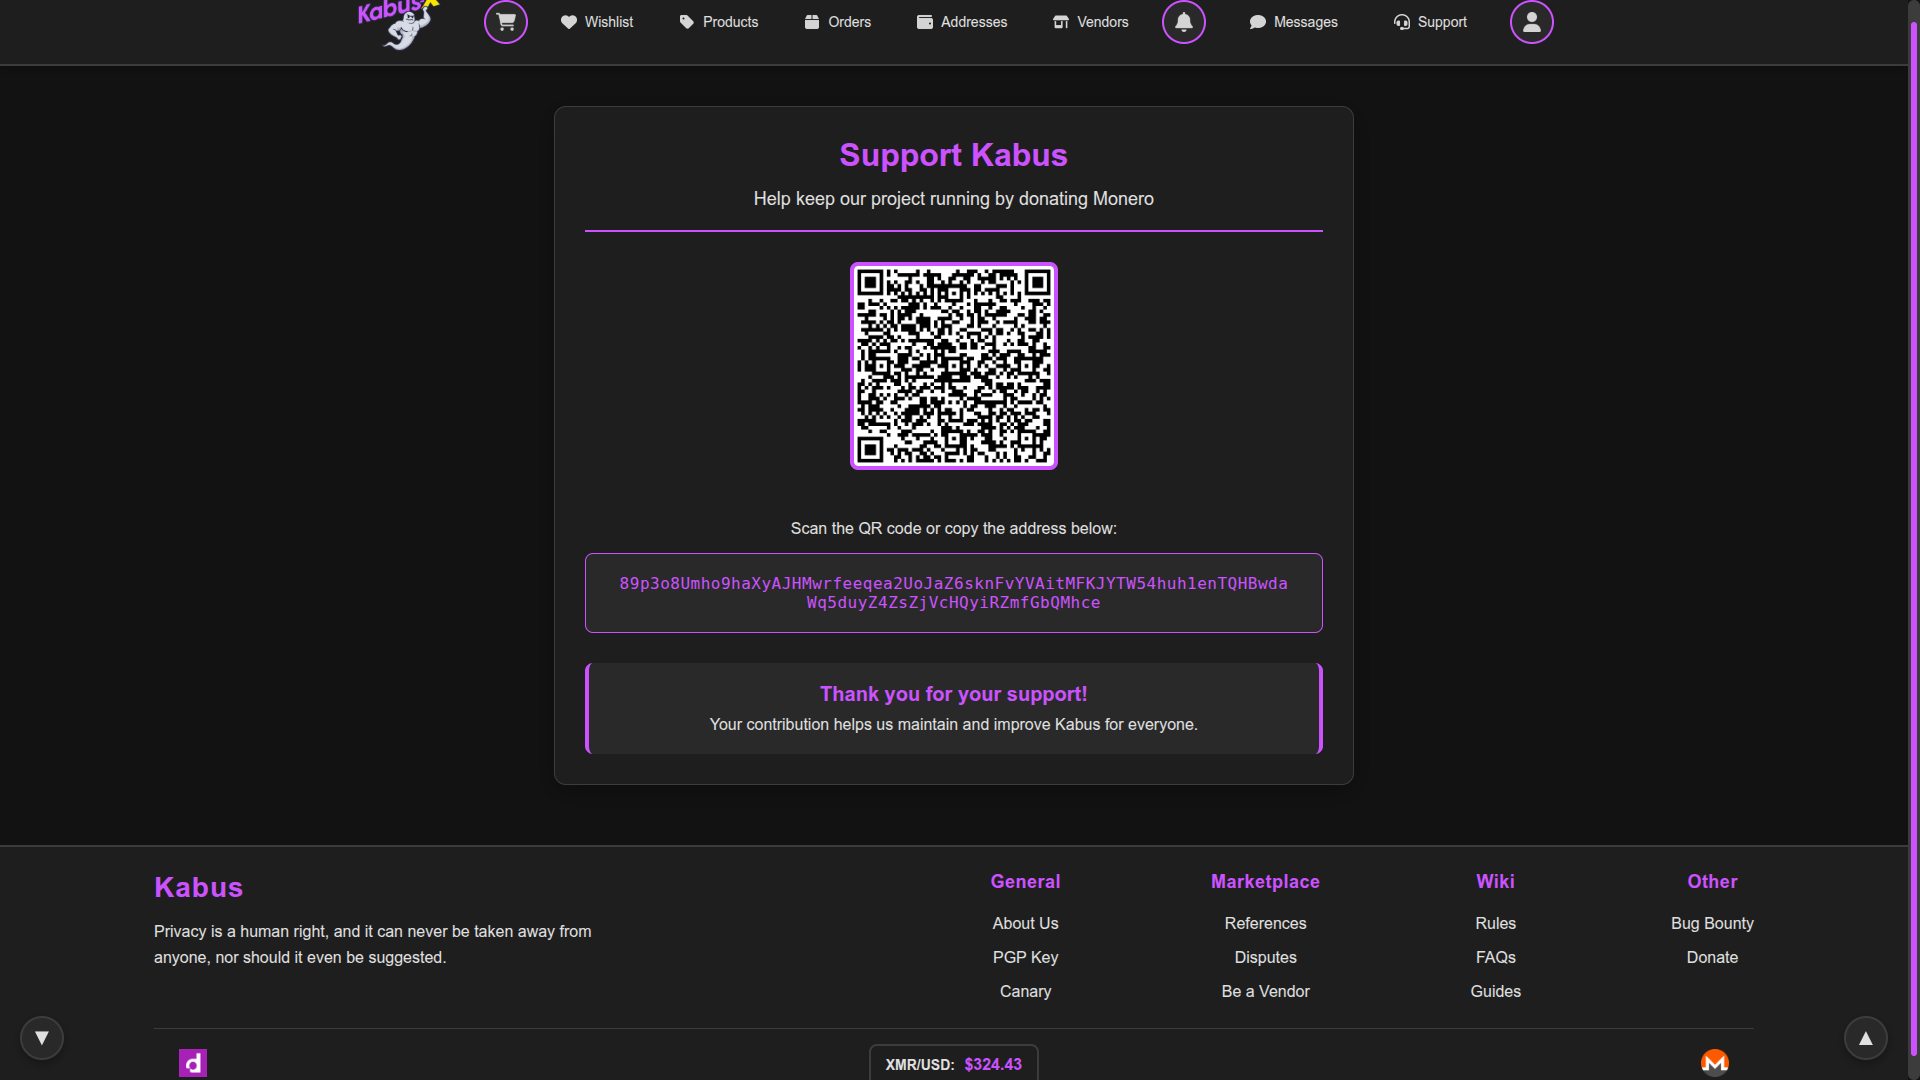 Kabus
Wishlist
Products
Orders
Addresses
Vendors
Messages
Support
Support Kabus
Help keep our project running by donating Monero
Scan the QR code or copy the address below:
89p3o8Umho9haXyAJHMwrfeeqea2UoJaZ6sknFvYVAitMFKJYTW54huh1enTQHBwda
Wq5duyZ4ZsZjVcHQyiRZmfGbQMhce
Thank you for your support!
Your contribution helps us maintain and improve Kabus for everyone.
Kabus
Privacy is a human right, and it can never be taken away from
anyone, nor should it even be suggested.
General
About Us
PGP Key
Canary
Marketplace
References
Disputes
Be a Vendor
Wiki
Rules
FAQs
Guides
Other
Bug Bounty
Donate
d
XMR/USD: $324.43